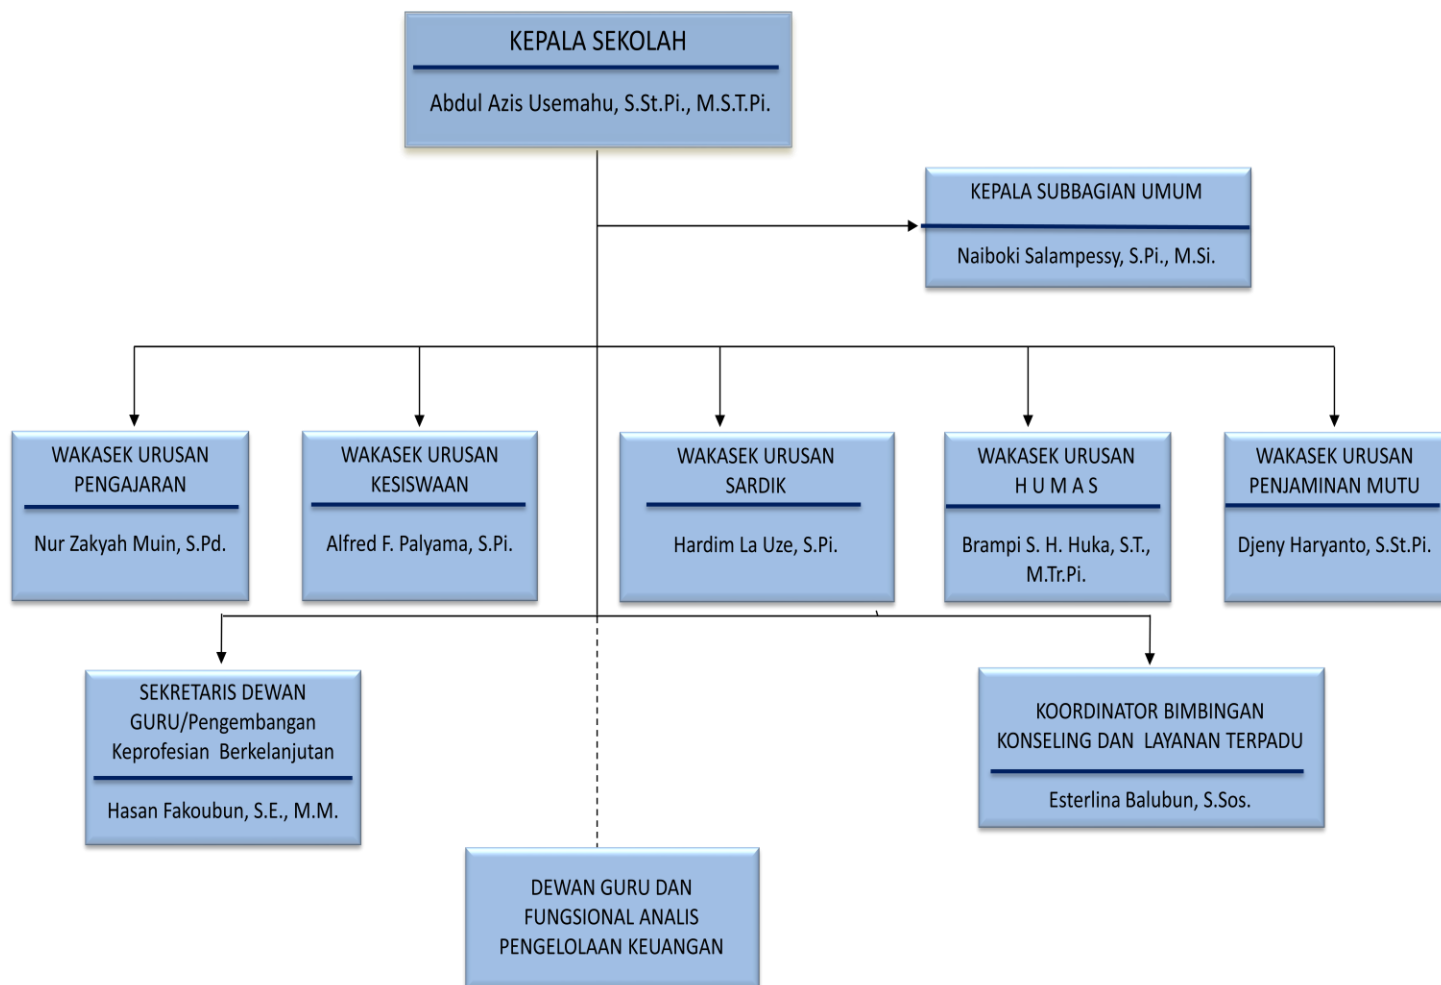 KEPALA SEKOLAH
Abdul Azis Usemahu, S.St.Pi., M.S.T.Pi.
KEPALA SUBBAGIAN UMUM
Naiboki Salampessy, S.Pi., M.Si.
WAKASEK URUSAN
PENGAJARAN
Nur Zakyah Muin, S.Pd.
WAKASEK URUSAN
KESISWAAN
Alfred F. Palyama, S.Pi.
WAKASEK URUSAN
SARDIK
Hardim La Uze, S.Pi.
WAKASEK URUSAN
H U M A S
Brampi S. H. Huka, S.T.,
M.Tr.Pi.
WAKASEK URUSAN
PENJAMINAN MUTU
Djeny Haryanto, S.St.Pi.
SEKRETARIS DEWAN
GURU/Pengembangan
Keprofesian Berkelanjutan
Hasan Fakoubun, S.E., M.M.
KOORDINATOR BIMBINGAN
KONSELING DAN LAYANAN TERPADU
Esterlina Balubun, S.Sos.
DEWAN GURU DAN
FUNGSIONAL ANALIS
PENGELOLAAN KEUANGAN